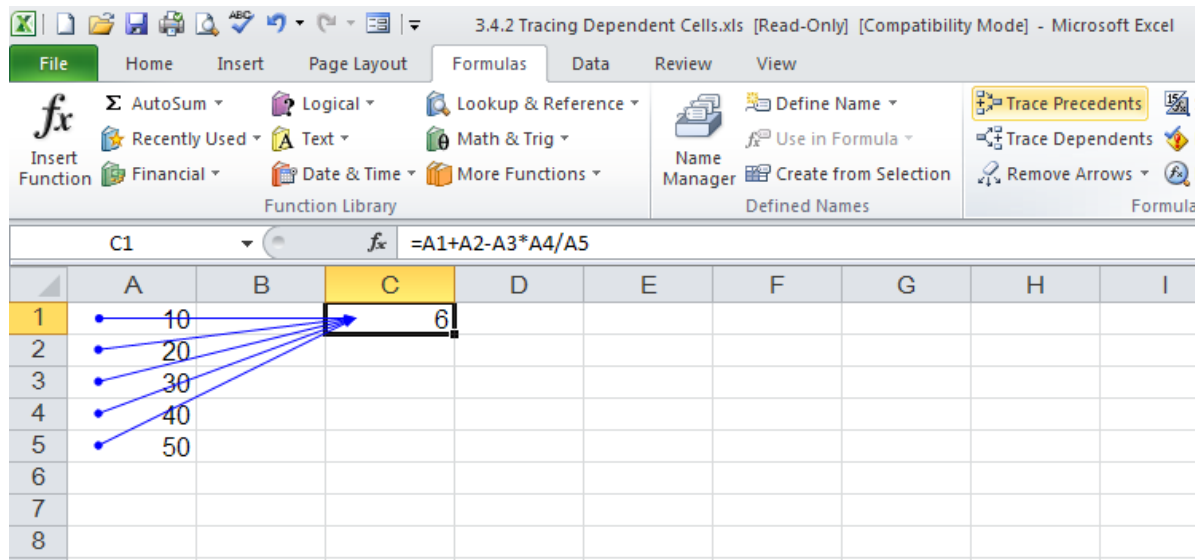 3.4.2 Tracing Dependent Cells.xls [Read-Only] [Compatibility Mode] - Microsoft Excel
File Home Insert Page Layout Formulas Data Review View
fx Insert Function
Σ AutoSum
Recently Used
Financial
Logical
Text
Date & Time
Lookup & Reference
Math & Trig
More Functions
Function Library
Name Manager
Define Name
Use in Formula
Create from Selection
Defined Names
Trace Precedents
Trace Dependents
Remove Arrows
Formula
C1 fx =A1+A2-A3*A4/A5
A B C D E F G H I
1 10 6
2 20
3 30
4 40
5 50
6
7
8